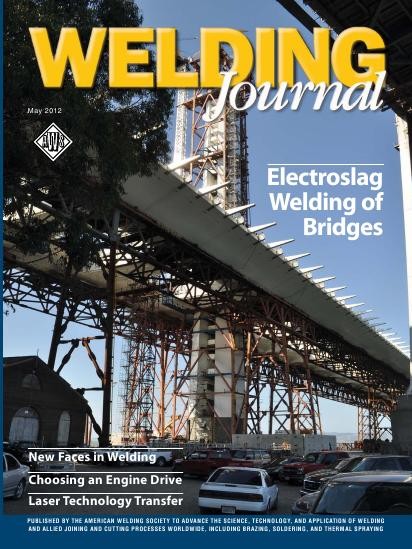 WELDING
Journal
May 2012
AWS
Electroslag
Welding of
Bridges
New Faces in Welding
Choosing an Engine Drive
Laser Technology Transfer
PUBLISHED BY THE AMERICAN WELDING SOCIETY TO ADVANCE THE SCIENCE, TECHNOLOGY, AND APPLICATION OF WELDING
AND ALLIED JOINING AND CUTTING PROCESSES WORLDWIDE, INCLUDING BRAZING, SOLDERING, AND THERMAL SPRAYING